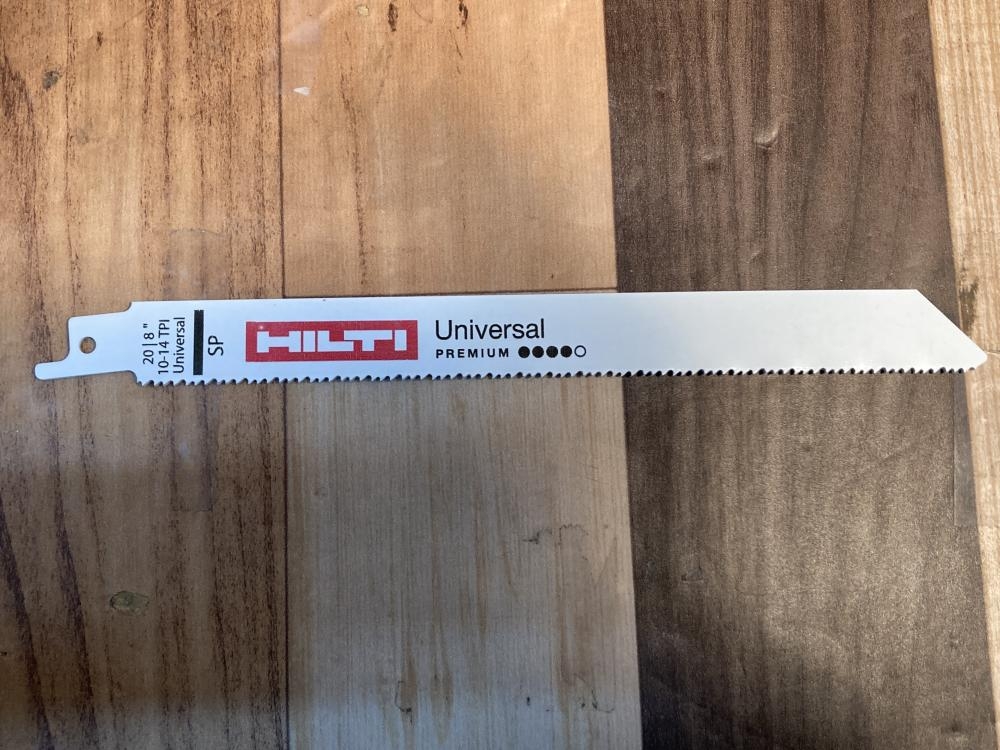 20 | 8 "
10-14 TPI
Universal
SP
HILTI
Universal
PREMIUM ●●●●○